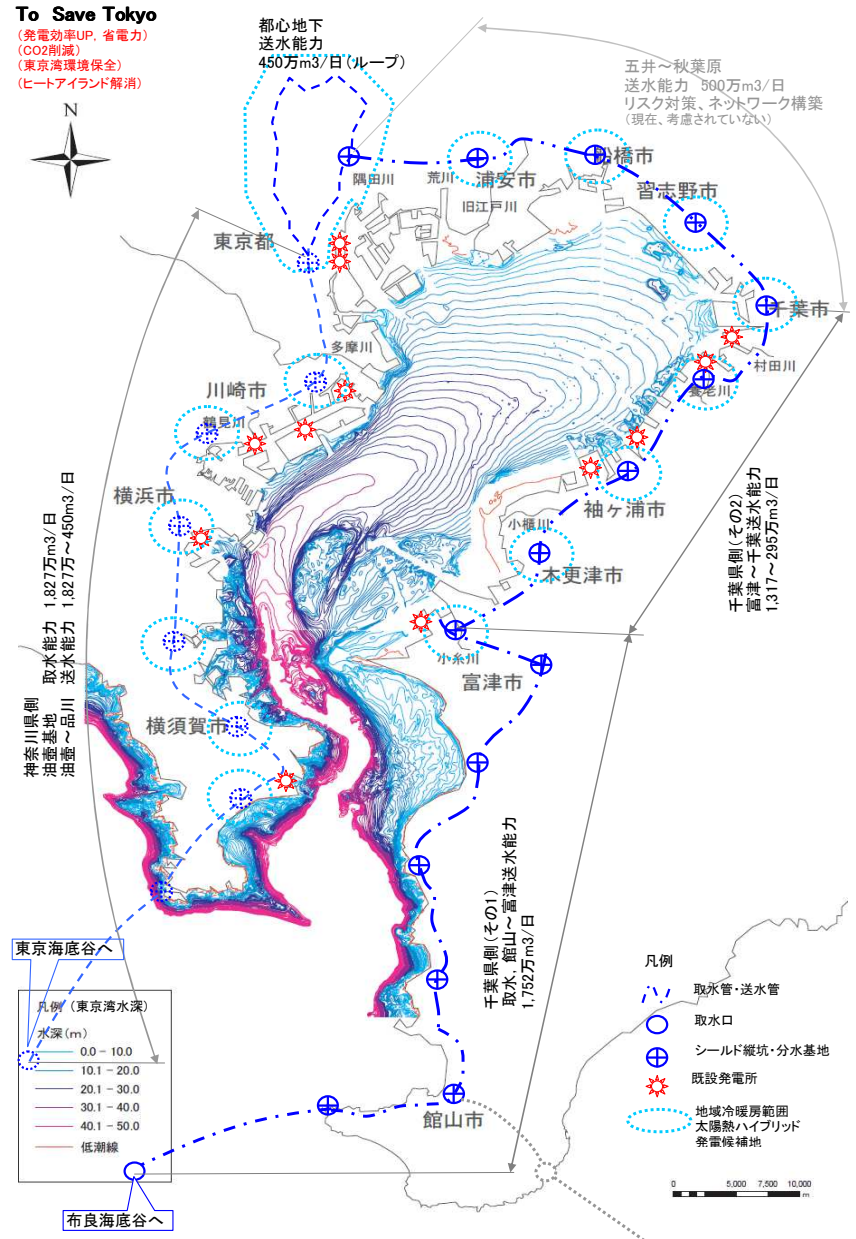 To Save Tokyo
(発電効率UP, 省電力)
(CO2削減)
(東京湾環境保全)
(ヒートアイランド解消)
N
都心地下
送水能力
450万m3/日(ループ)
五井～秋葉原
送水能力 500万m3/日
リスク対策、ネットワーク構築
(現在、考慮されていない)
隅田川
荒川
浦安市
旧江戸川
船橋市
習志野市
東京都
千葉市
多摩川
村田川
川崎市
養老川
鶴見川
横浜市
袖ヶ浦市
小櫃川
木更津市
小糸川
富津市
横須賀市
神奈川県側
油壺基地 取水能力 1,827万m3/日
油壺～品川 送水能力 1,827万～450m3/日
千葉県側(その2)
富津～千葉送水能力
1,317～295万m3/日
千葉県側(その1)
取水, 館山～富津送水能力
1,752万m3/日
東京海底谷へ
凡例 (東京湾水深)
水深(m)
0.0 - 10.0
10.1 - 20.0
20.1 - 30.0
30.1 - 40.0
40.1 - 50.0
低潮線
布良海底谷へ
館山市
凡例
取水管・送水管
取水口
シールド縦坑・分水基地
既設発電所
地域冷暖房範囲
太陽熱ハイブリッド
発電候補地
0 5,000 7,500 10,000
m